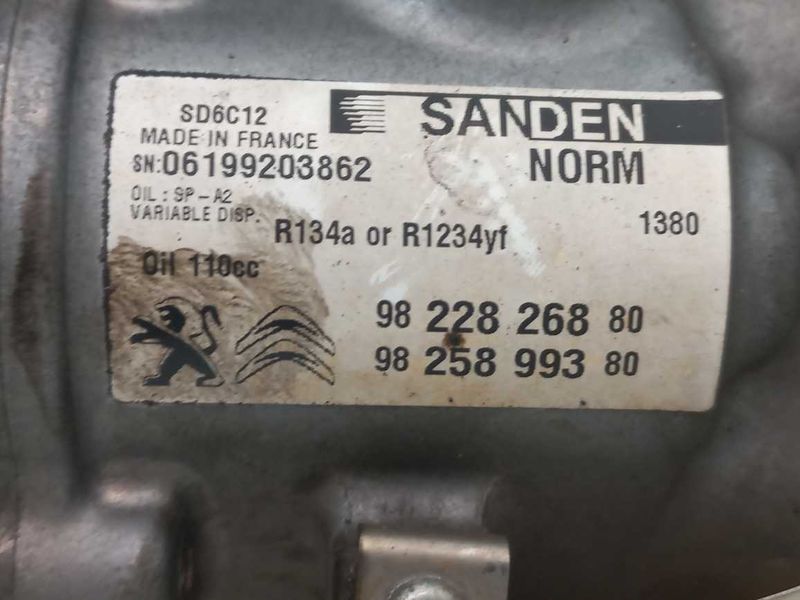 SD6C12
SANDEN
MADE IN FRANCE
SN:06199203862
NORM
OIL : SP-A2
VARIABLE DISP.
R134a or R1234yf
1380
Oil 110cc
98 228 268 80
98 258 993 80